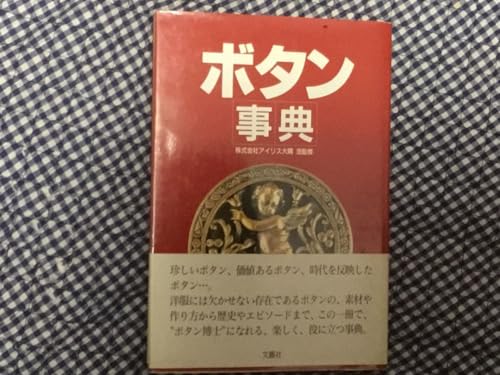 ボタン
事典
株式会社アイリス大隅 浩監修
珍しいボタン、価値あるボタン、時代を反映した
ボタン…。
洋服には欠かせない存在であるボタンの、素材や
作り方から歴史やエピソードまで、この一冊で、
"ボタン博士"になれる、楽しく、役に立つ事典。
文藝社